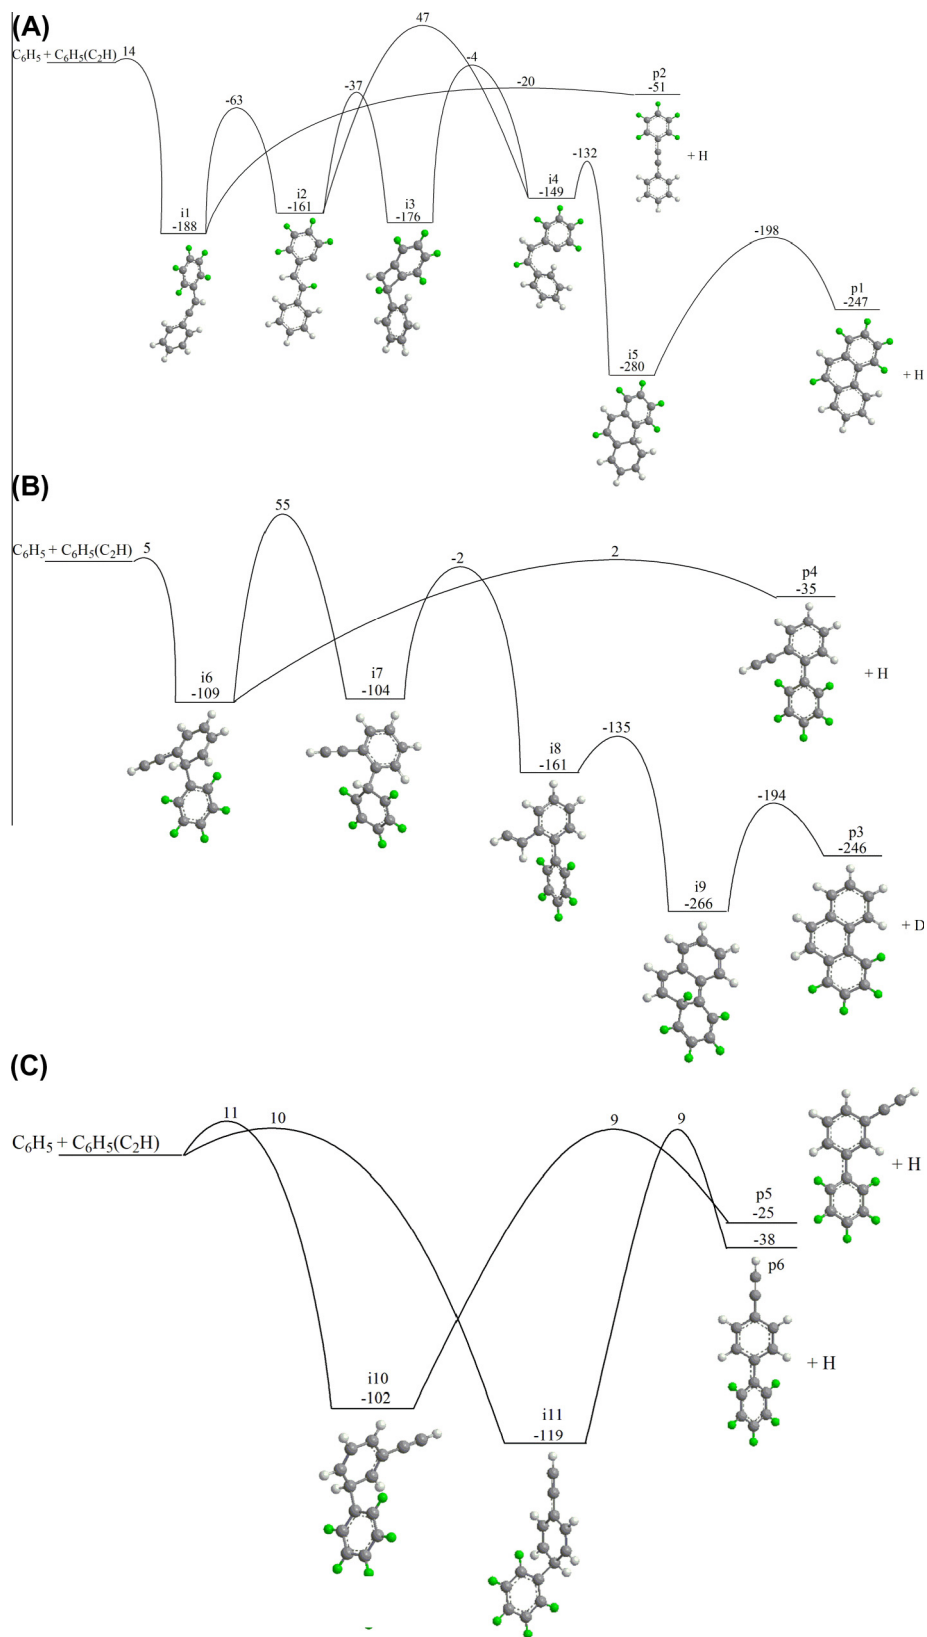 (A)
47
C₆H₅ + C₆H₅(C₂H) 14
-4
-20
p2
-51
-37
-63
+ H
-132
i4
-149
i2
-161
i3
-176
i1
-188
-198
p1
-247
i5
-280
+ H
(B)
55
C₆H₅ + C₆H₅(C₂H) 5
-2
2
p4
-35
+ H
i6
-109
i7
-104
-135
i8
-161
-194
p3
-246
i9
-266
+ D
(C)
11
10
9
9
C₆H₅ + C₆H₅(C₂H)
+ H
p5
-25
-38
p6
+ H
i10
-102
i11
-119